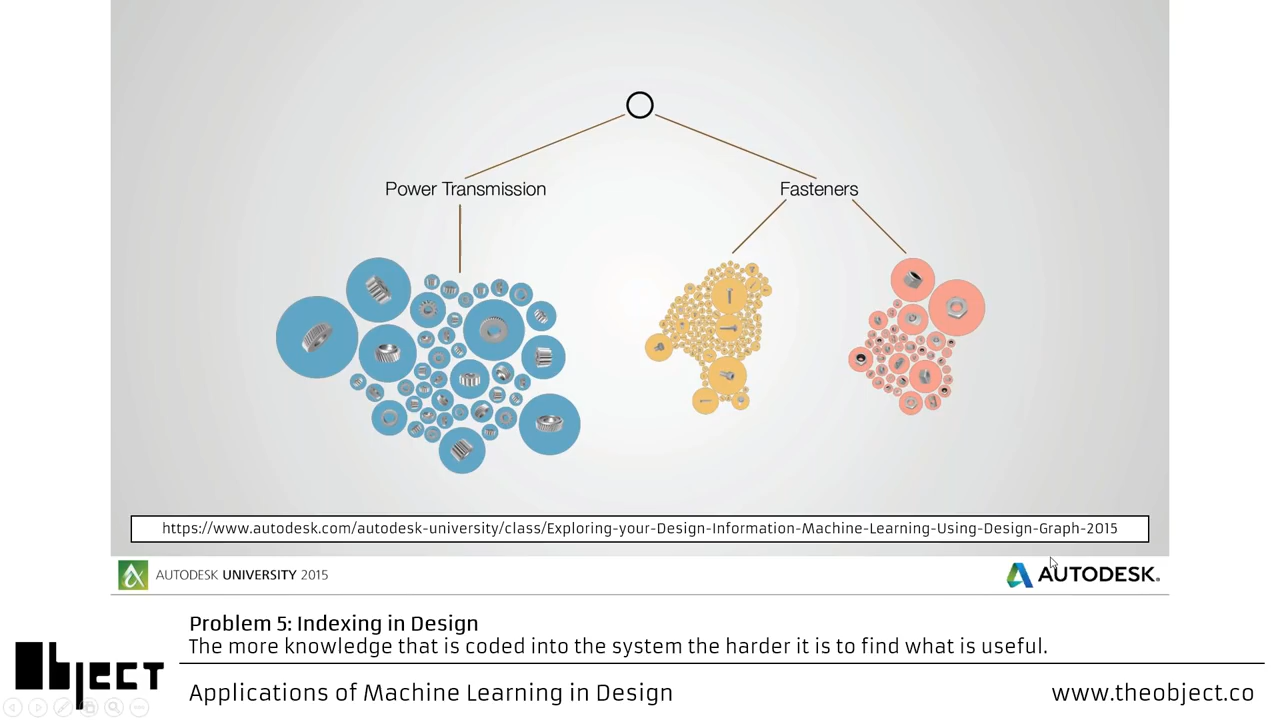 Power Transmission
Fasteners
https://www.autodesk.com/autodesk-university/class/Exploring-your-Design-Information-Machine-Learning-Using-Design-Graph-2015
AUTODESK UNIVERSITY 2015
AUTODESK.
Problem 5: Indexing in Design
The more knowledge that is coded into the system the harder it is to find what is useful.
Object
Applications of Machine Learning in Design
www.theobject.co